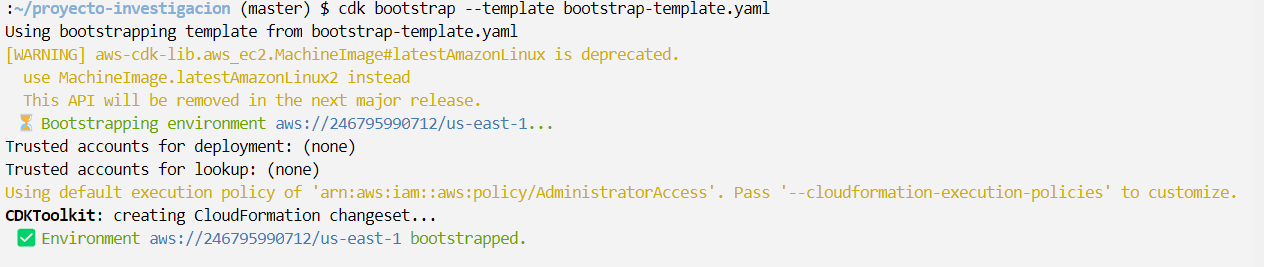 :~/proyecto-investigacion (master) $ cdk bootstrap --template bootstrap-template.yaml
Using bootstrapping template from bootstrap-template.yaml
[WARNING] aws-cdk-lib.aws_ec2.MachineImage#latestAmazonLinux is deprecated.
  use MachineImage.latestAmazonLinux2 instead
  This API will be removed in the next major release.
 ⏳ Bootstrapping environment aws://246795990712/us-east-1...
Trusted accounts for deployment: (none)
Trusted accounts for lookup: (none)
Using default execution policy of 'arn:aws:iam::aws:policy/AdministratorAccess'. Pass '--cloudformation-execution-policies' to customize.
CDKToolkit: creating CloudFormation changeset...
 ✅ Environment aws://246795990712/us-east-1 bootstrapped.